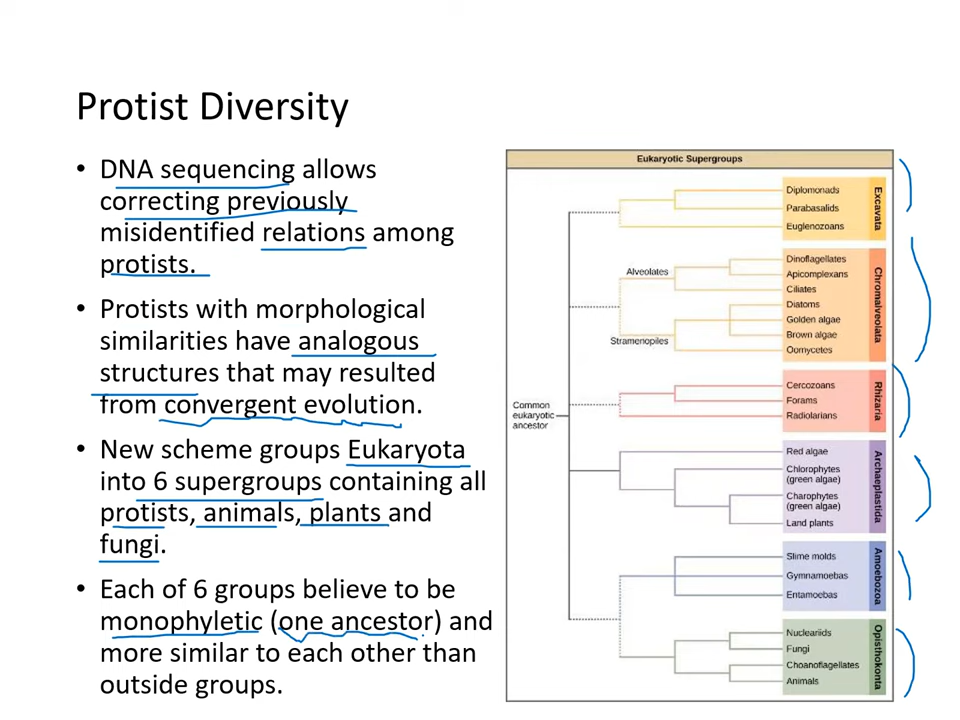 Protist Diversity
• DNA sequencing allows
correcting previously
misidentified relations among
protists.
• Protists with morphological
similarities have analogous
structures that may resulted
from convergent evolution.
• New scheme groups Eukaryota
into 6 supergroups containing all
protists, animals, plants and
fungi.
• Each of 6 groups believe to be
monophyletic (one ancestor) and
more similar to each other than
outside groups.
Eukaryotic Supergroups
Common
eukaryotic
ancestor
Diplomonads
Parabasalids
Euglenozoans
Excavata
Alveolates
Dinoflagellates
Apicomplexans
Ciliates
Stramenopiles
Diatoms
Golden algae
Brown algae
Oomycetes
Chromalveolata
Cercozoans
Forams
Radiolarians
Rhizaria
Red algae
Chlorophytes
(green algae)
Charophytes
(green algae)
Land plants
Archaeplastida
Slime molds
Gymnamoebas
Entamoebas
Amoebozoa
Nucleariids
Fungi
Choanoflagellates
Animals
Opisthokonta